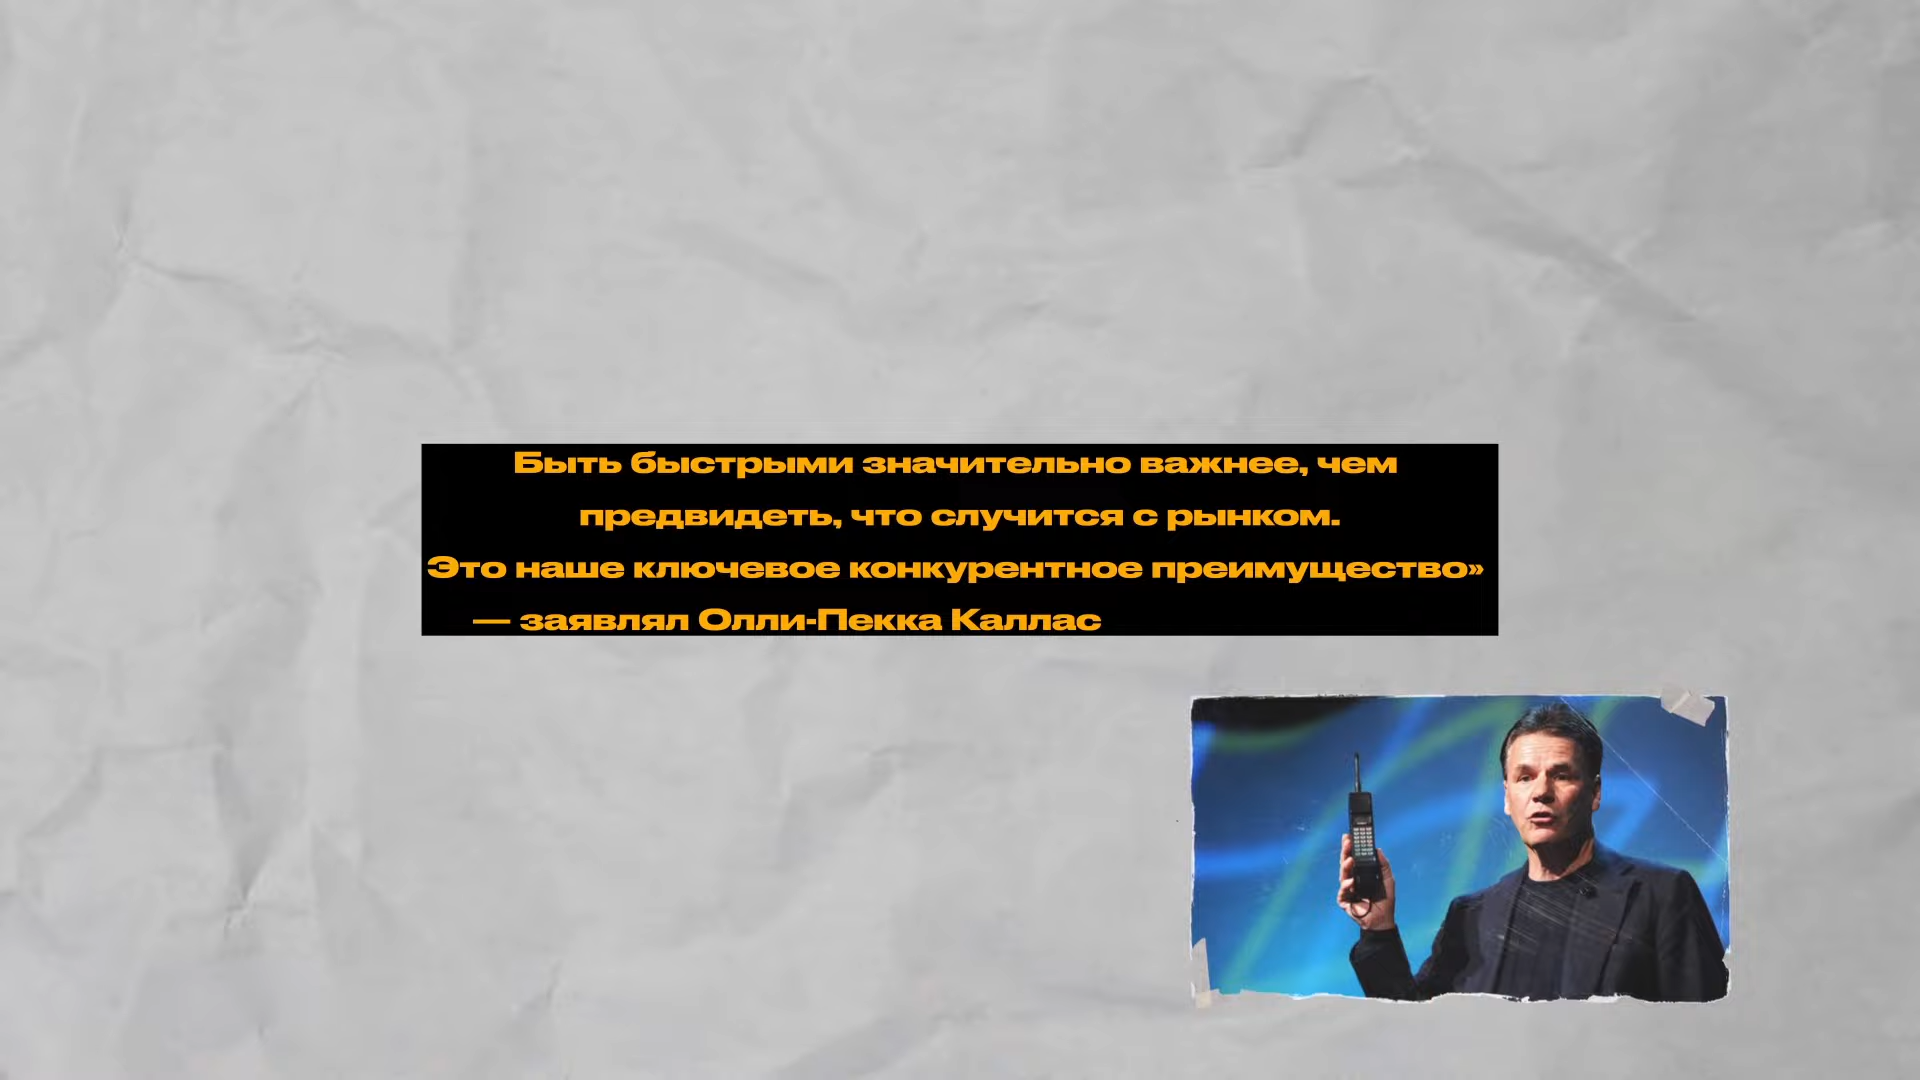 Быть быстрыми значительно важнее, чем
предвидеть, что случится с рынком.
Это наше ключевое конкурентное преимущество»
— заявлял Олли-Пекка Каллас